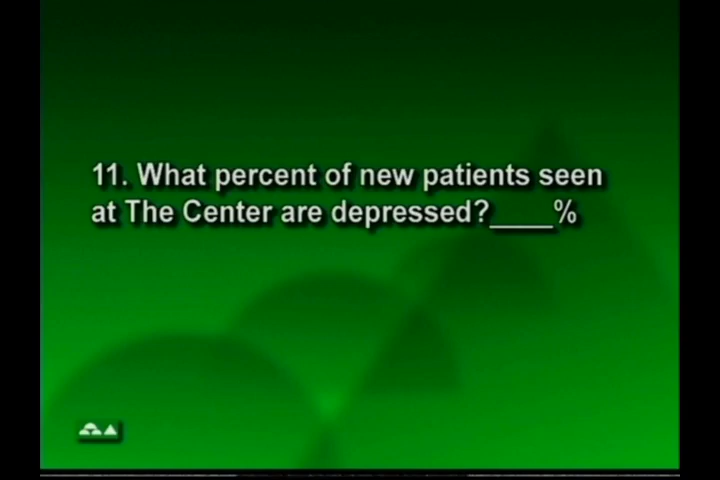 11. What percent of new patients seen
at The Center are depressed?____%